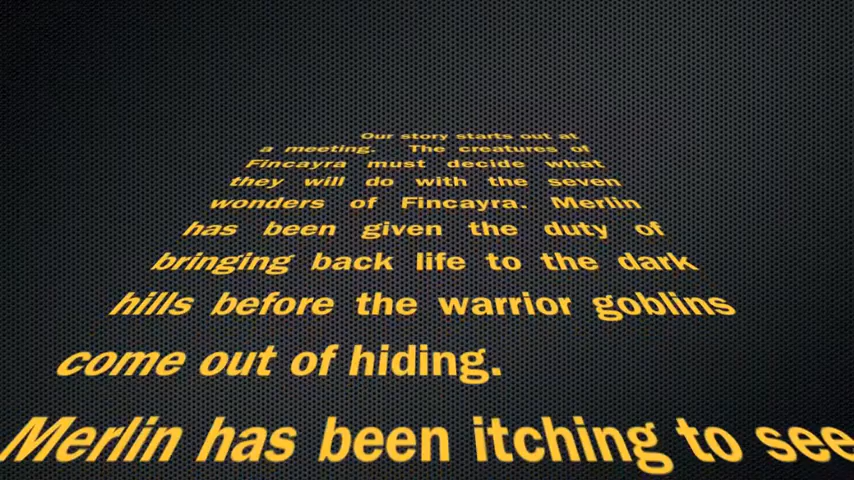 Our story starts out at
a meeting. The creatures of
Fincayra must decide what
they will do with the seven
wonders of Fincayra. Merlin
has been given the duty of
bringing back life to the dark
hills before the warrior goblins
come out of hiding.
Merlin has been itching to see